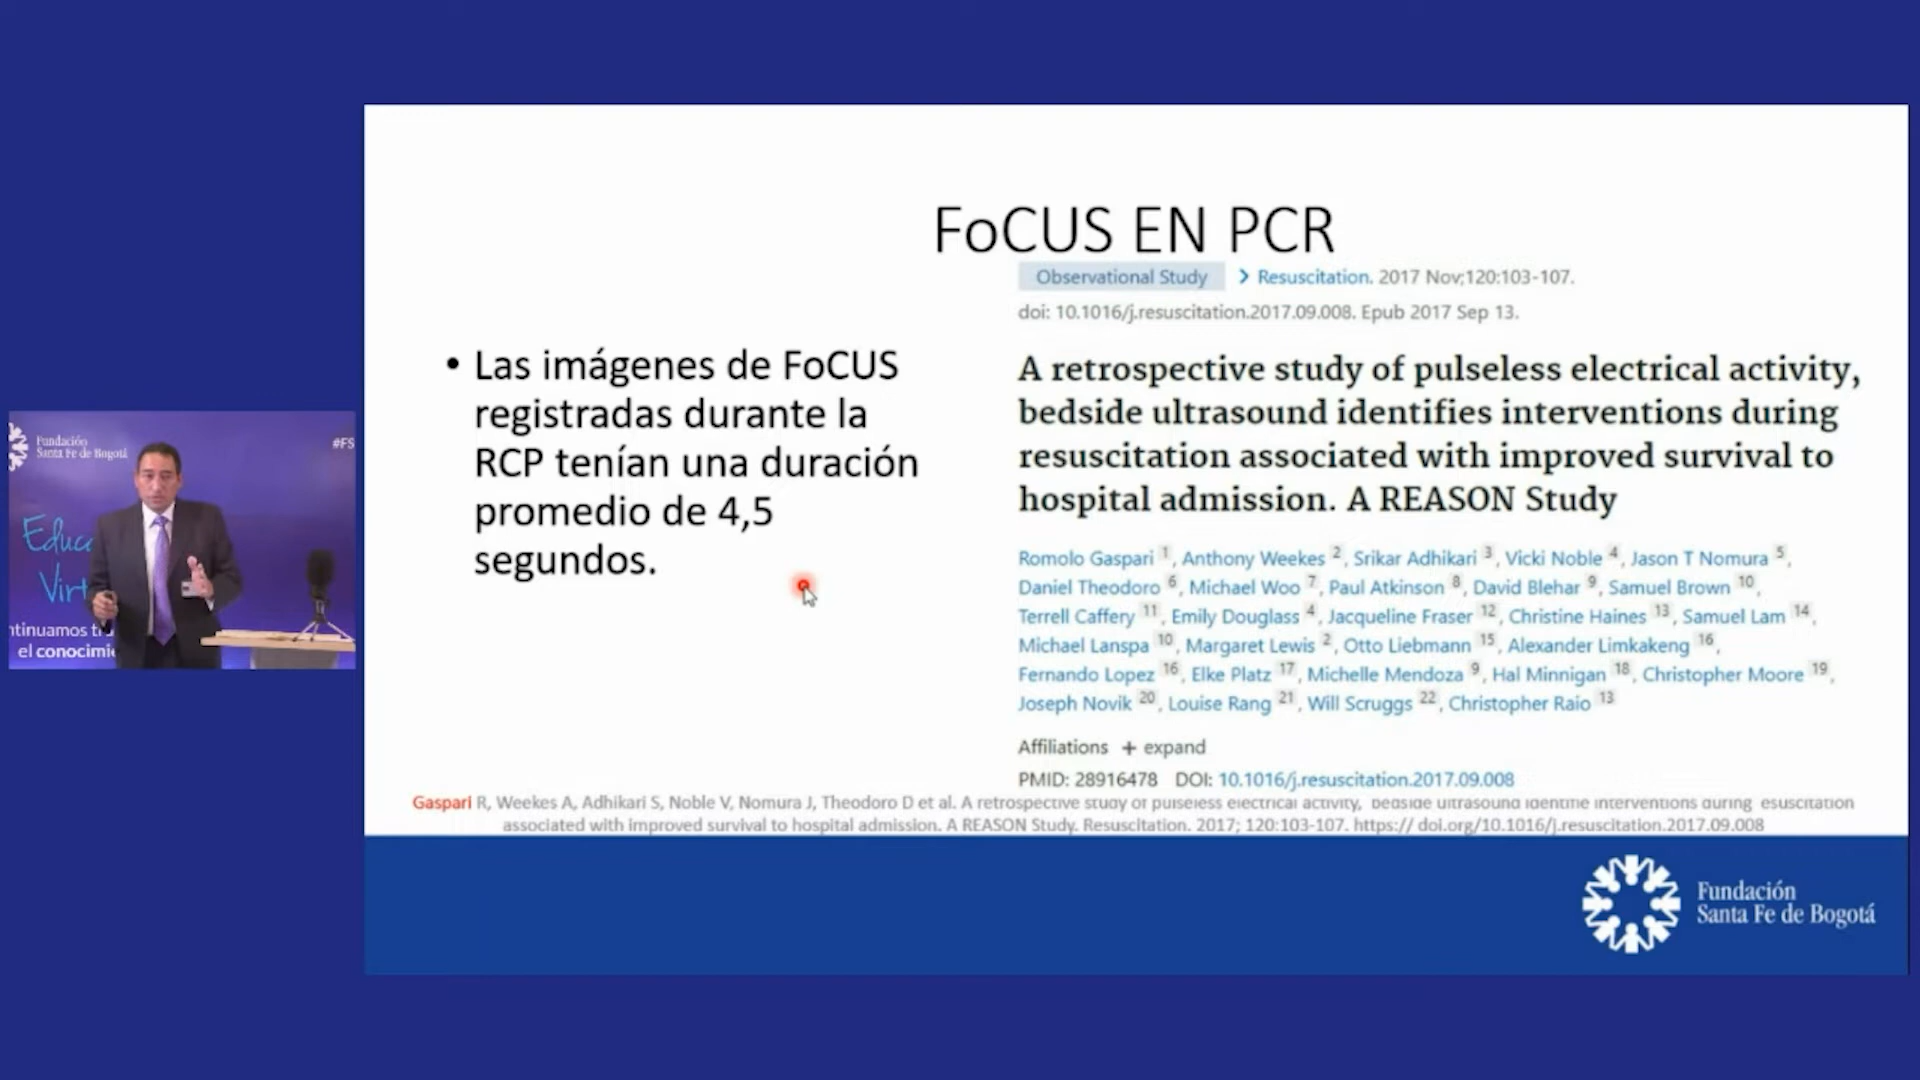 FoCUS EN PCR
Observational Study > Resuscitation. 2017 Nov;120:103-107.
doi: 10.1016/j.resuscitation.2017.09.008. Epub 2017 Sep 13.
• Las imágenes de FoCUS
registradas durante la
RCP tenían una duración
promedio de 4,5
segundos.
A retrospective study of pulseless electrical activity,
bedside ultrasound identifies interventions during
resuscitation associated with improved survival to
hospital admission. A REASON Study
Romolo Gaspari 1, Anthony Weekes 2, Srikar Adhikari 3, Vicki Noble 4, Jason T Nomura 5,
Daniel Theodoro 6, Michael Woo 7, Paul Atkinson 8, David Blehar 9, Samuel Brown 10,
Terrell Caffery 11, Emily Douglass 4, Jacqueline Fraser 12, Christine Haines 13, Samuel Lam 14,
Michael Lanspa 10, Margaret Lewis 2, Otto Liebmann 15, Alexander Limkakeng 16,
Fernando Lopez 16, Elke Platz 17, Michelle Mendoza 9, Hal Minnigan 18, Christopher Moore 19,
Joseph Novik 20, Louise Rang 21, Will Scruggs 22, Christopher Raio 13
Affiliations + expand
PMID: 28916478 DOI: 10.1016/j.resuscitation.2017.09.008
Gaspari R, Weekes A, Adhikari S, Noble V, Nomura J, Theodoro D et al. A retrospective study of pulseless electrical activity, bedside ultrasound identifie interventions during esuscitation
associated with improved survival to hospital admission. A REASON Study. Resuscitation. 2017; 120:103-107. https:// doi.org/10.1016/j.resuscitation.2017.09.008
Fundación
Santa Fe de Bogotá
Fundación
Santa Fe de Bogotá
#FS
Educ
Virt
ntinuamos
el conocimie